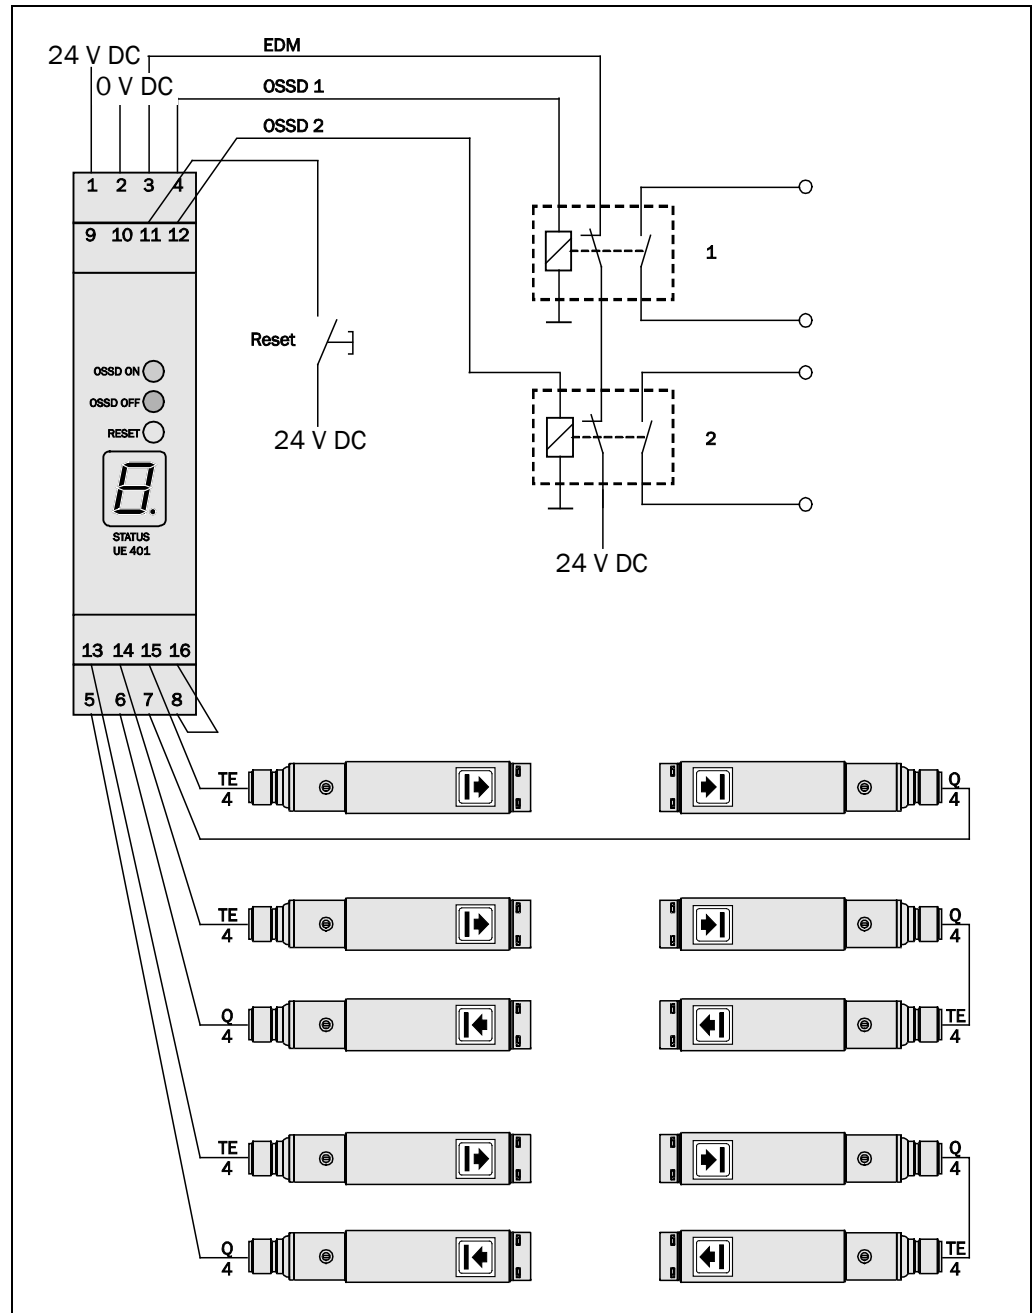 24 V DC
EDM
0 V DC
OSSD 1
OSSD 2
1 2 3 4
9 10 11 12
1
Reset
OSSD ON
OSSD OFF
RESET
24 V DC
2
8.
STATUS
UE 401
24 V DC
13 14 15 16
5 6 7 8
TE
4
Q
4
TE
4
Q
4
Q
4
TE
4
TE
4
Q
4
Q
4
TE
4